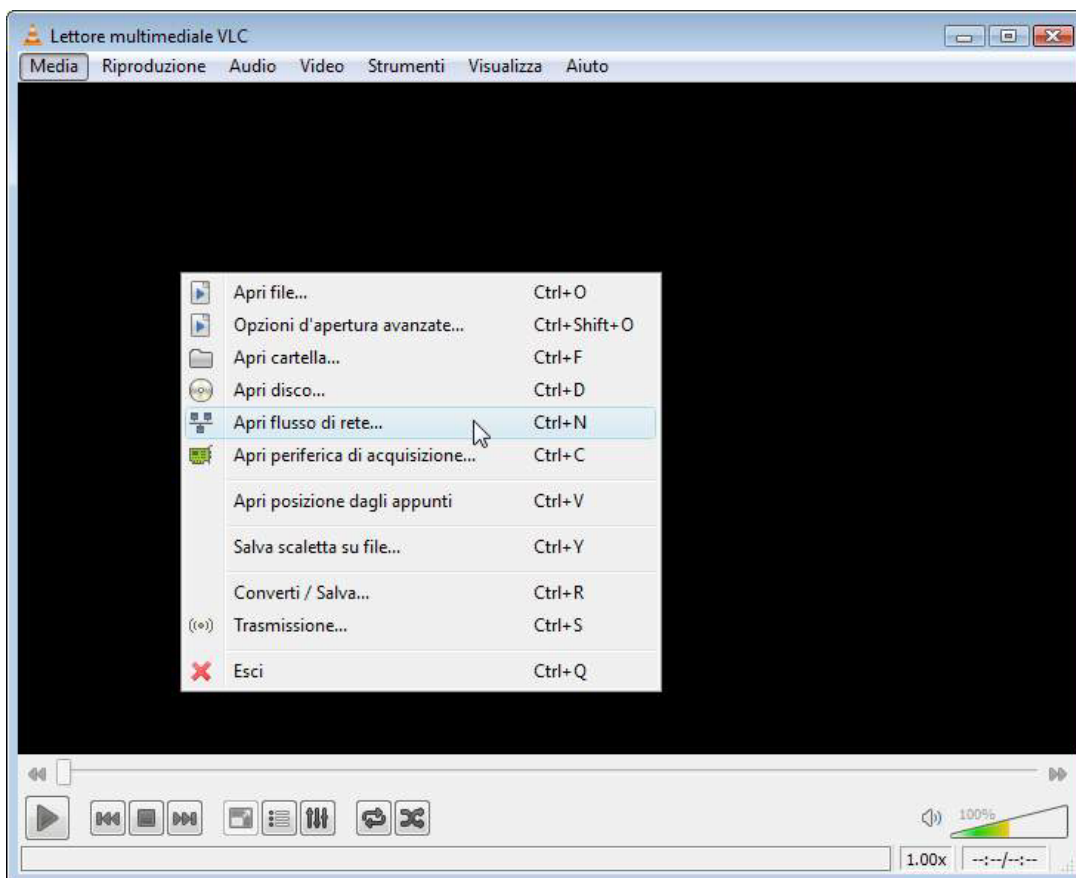 Lettore multimediale VLC
Media Riproduzione Audio Video Strumenti Visualizza Aiuto
Apri file... Ctrl+O
Opzioni d'apertura avanzate... Ctrl+Shift+O
Apri cartella... Ctrl+F
Apri disco... Ctrl+D
Apri flusso di rete... Ctrl+N
Apri periferica di acquisizione... Ctrl+C
Apri posizione dagli appunti Ctrl+V
Salva scaletta su file... Ctrl+Y
Converti / Salva... Ctrl+R
Trasmissione... Ctrl+S
Esci Ctrl+Q
100%
1.00x --:--/--:--